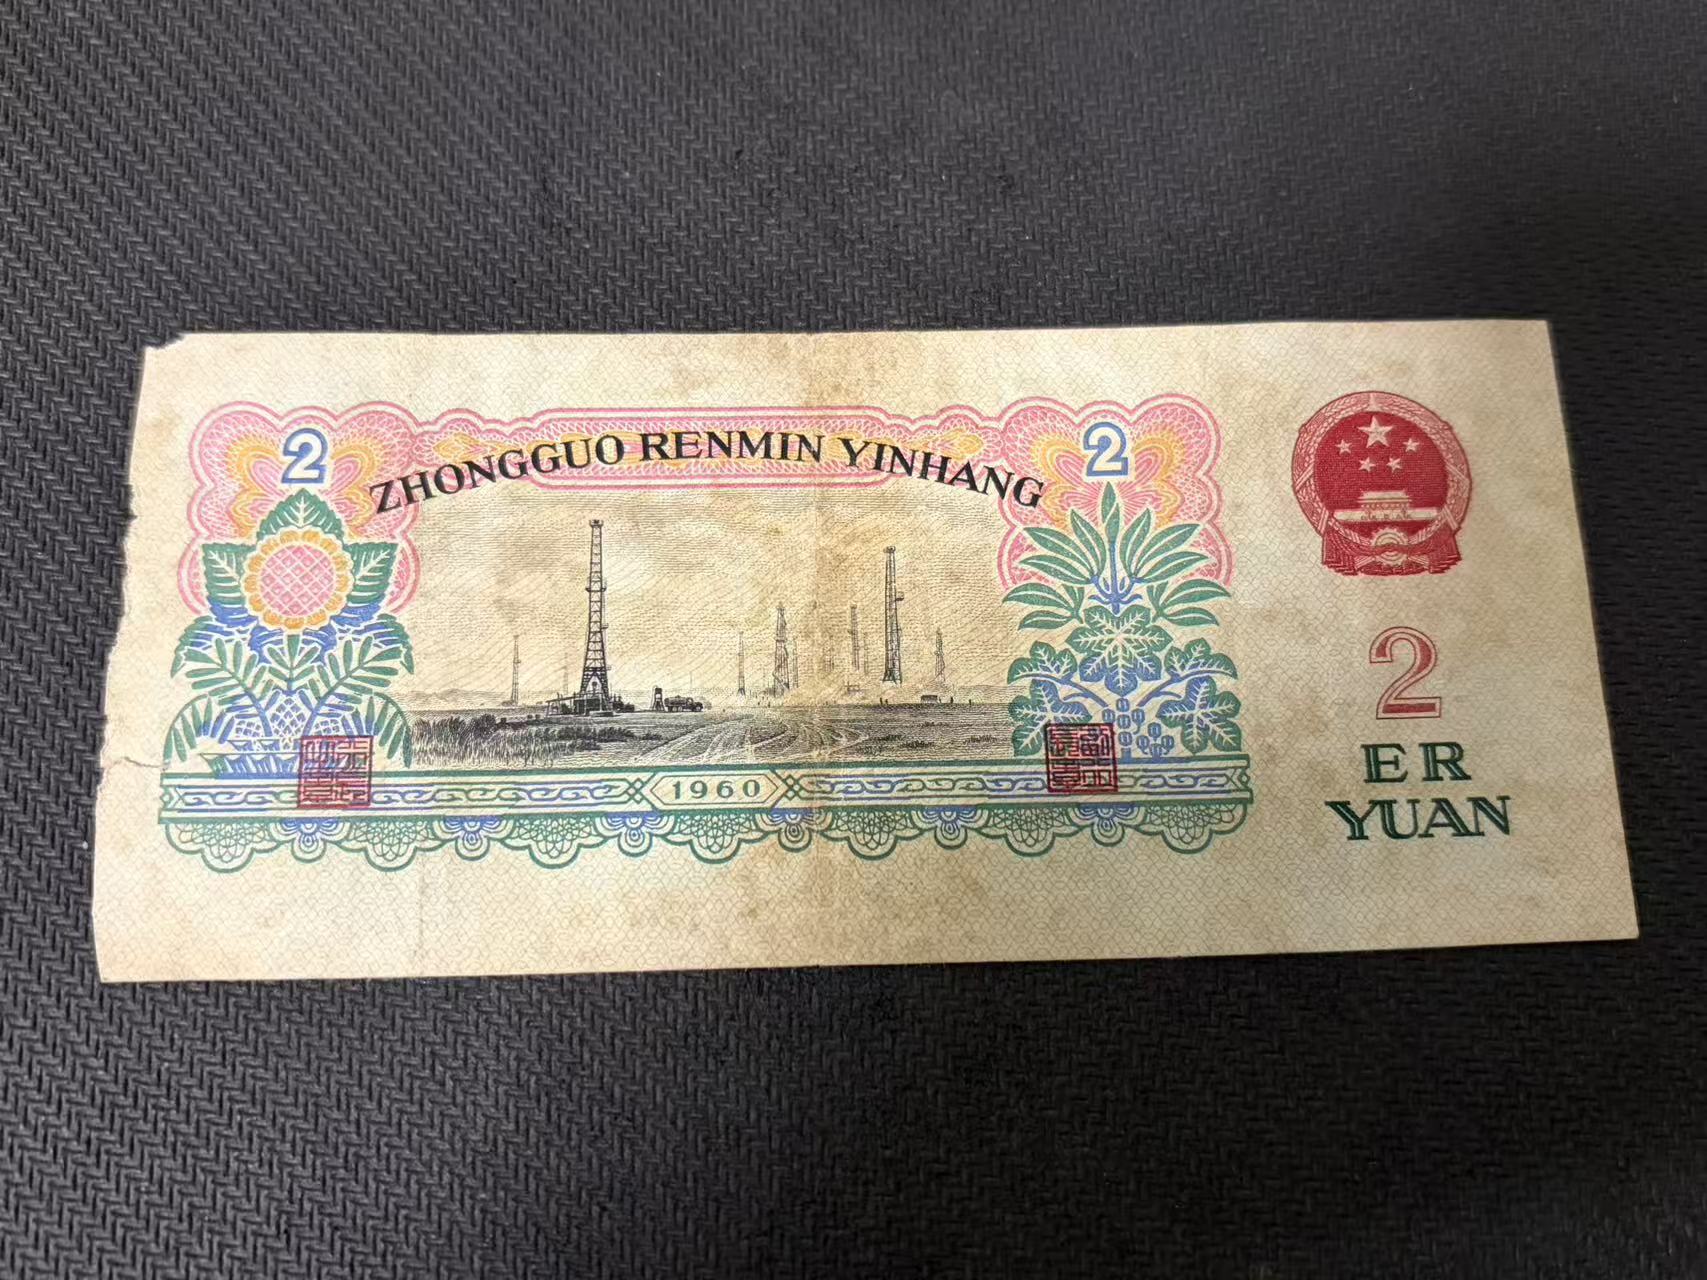 2
2
ZHONGGUO RENMIN YINHANG
1960
2
ER
YUAN